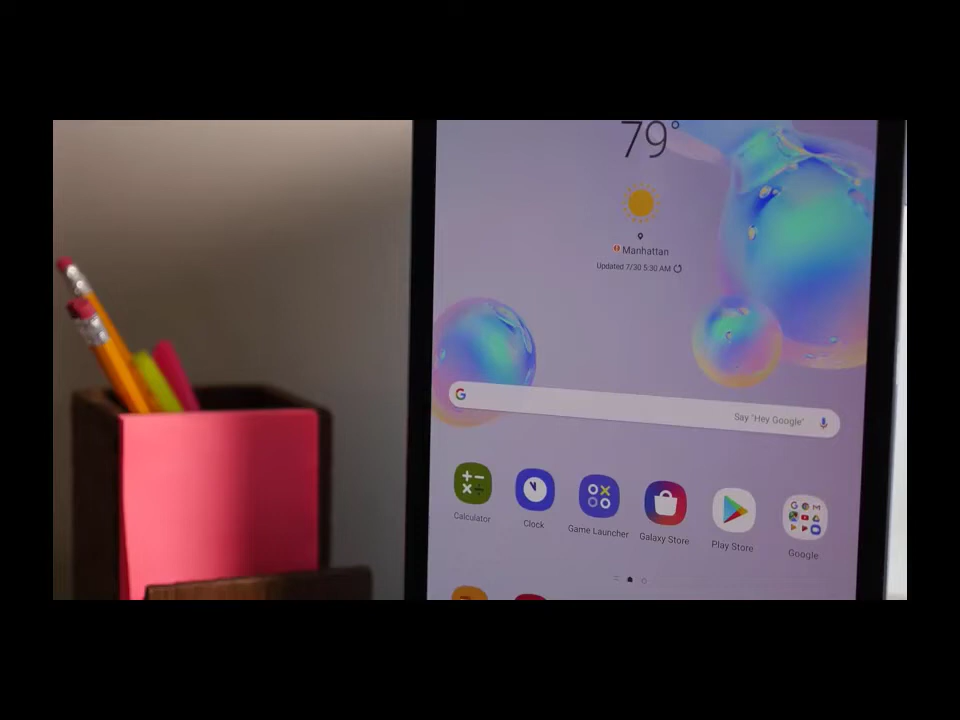 79°
Manhattan
Updated 7/30 5:30 AM
G Say "Hey Google"
Calculator
Clock
Game Launcher
Galaxy Store
Play Store
Google